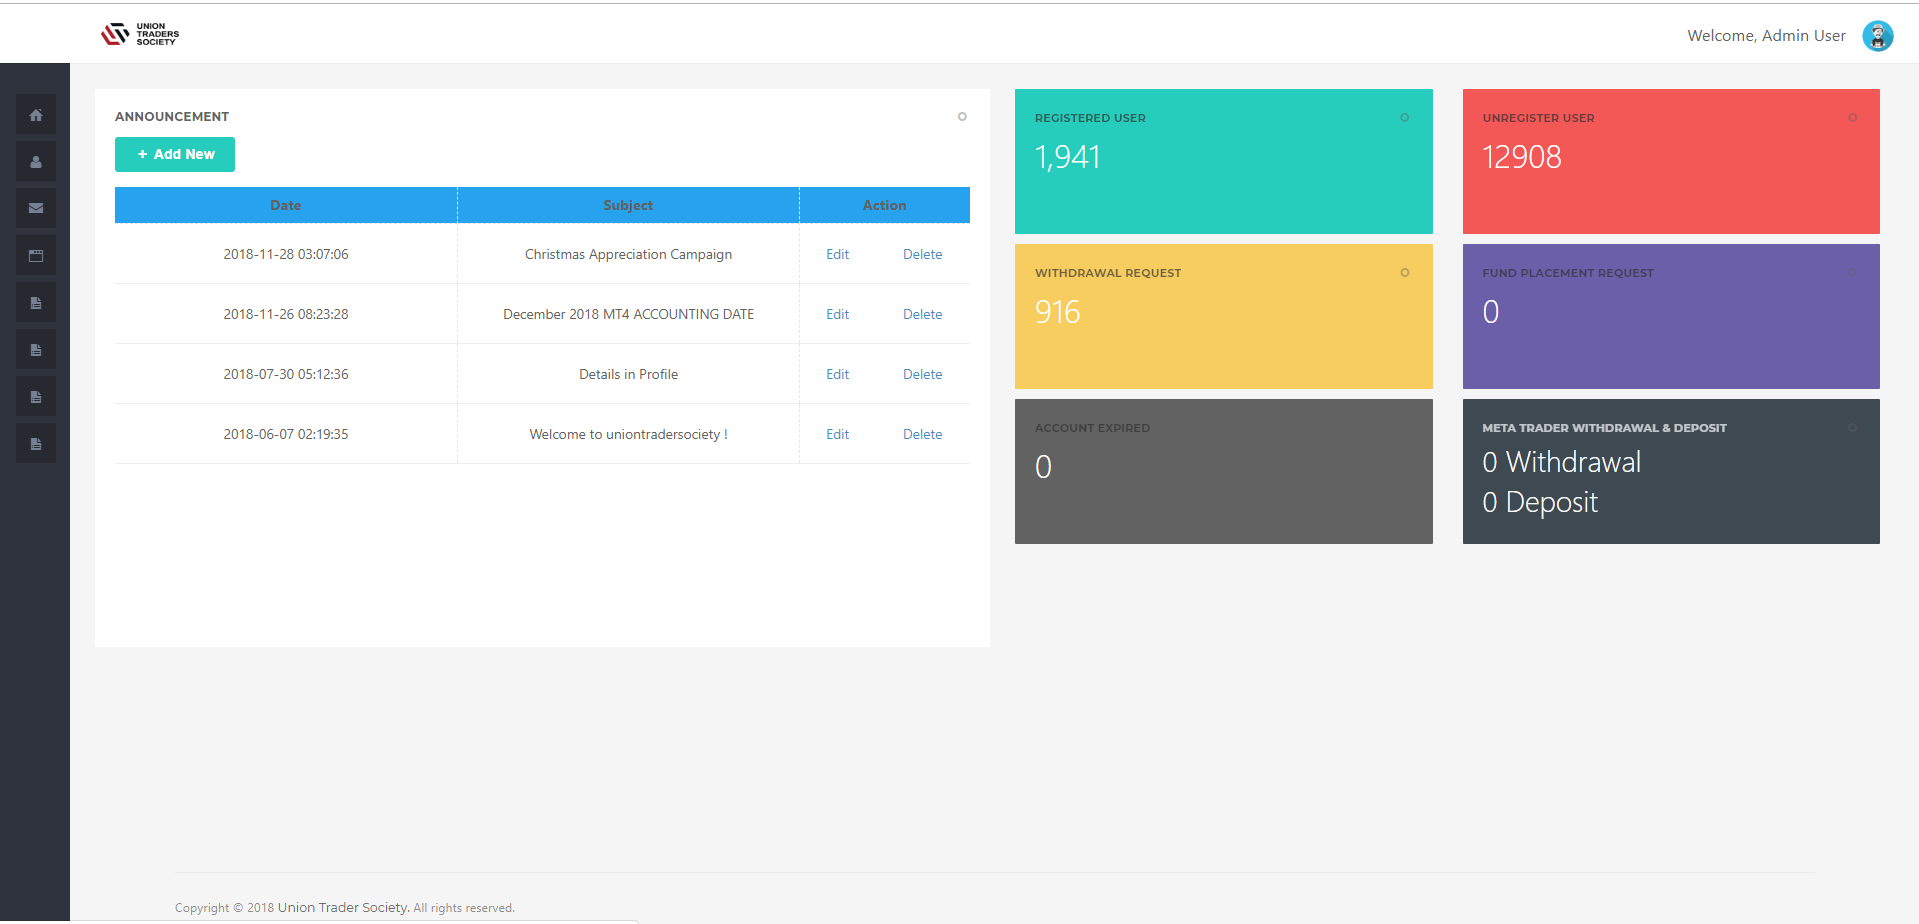 UNION
TRADERS
SOCIETY
Welcome, Admin User
ANNOUNCEMENT
+ Add New
Date Subject Action
2018-11-28 03:07:06 Christmas Appreciation Campaign Edit Delete
2018-11-26 08:23:28 December 2018 MT4 ACCOUNTING DATE Edit Delete
2018-07-30 05:12:36 Details in Profile Edit Delete
2018-06-07 02:19:35 Welcome to uniontradersociety ! Edit Delete
REGISTERED USER
1,941
UNREGISTER USER
12908
WITHDRAWAL REQUEST
916
FUND PLACEMENT REQUEST
0
ACCOUNT EXPIRED
0
META TRADER WITHDRAWAL & DEPOSIT
0 Withdrawal
0 Deposit
Copyright © 2018 Union Trader Society. All rights reserved.